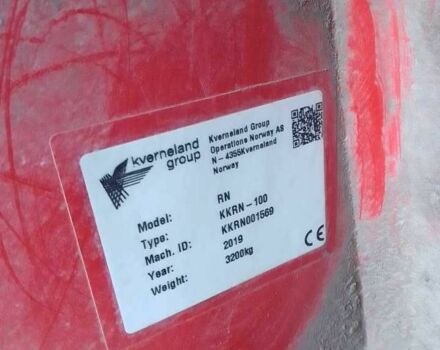 kverneland
group
Kverneland Group
Operations Norway AS
N-4355Kverneland
Norway
Model: RN
Type: KKRN-100
Mach. ID: KKRN001569
Year: 2019
Weight: 3200kg
CE